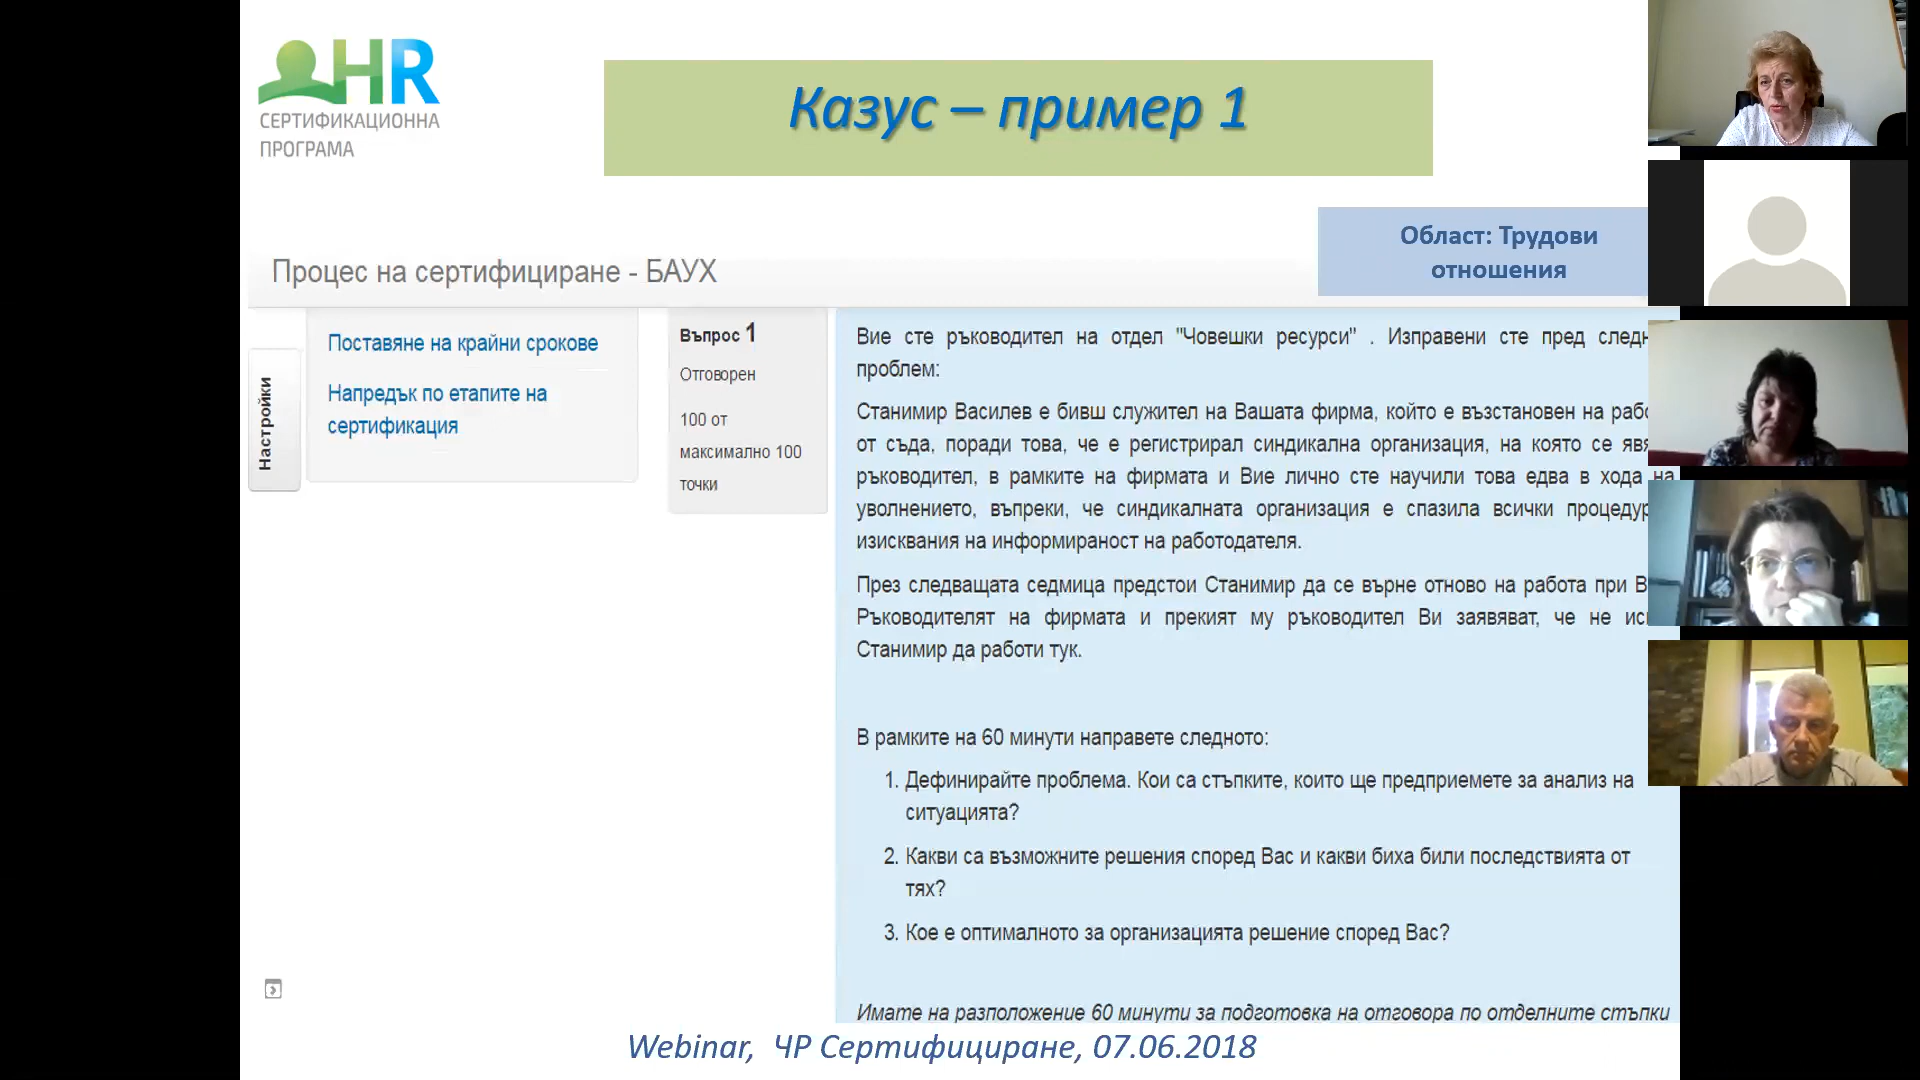 HR
СЕРТИФИКАЦИОННА
ПРОГРАМА
Казус – пример 1
Област: Трудови
отношения
Процес на сертифициране - БАУХ
Настройки
Поставяне на крайни срокове
Напредък по етапите на
сертификация
Въпрос 1
Отговорен
100 от
максимално 100
точки
Вие сте ръководител на отдел "Човешки ресурси" . Изправени сте пред
проблем:
Станимир Василев е бивш служител на Вашата фирма, който е възстановен на
от съда, поради това, че е регистрирал синдикална организация, на която се
ръководител, в рамките на фирмата и Вие лично сте научили това едва в хода на
уволнението, въпреки, че синдикалната организация е спазила всички
изисквания на информираност на работодателя.
През следващата седмица предстои Станимир да се върне отново на работа при
Ръководителят на фирмата и прекият му ръководител Ви заявяват, че не
Станимир да работи тук.
В рамките на 60 минути направете следното:
1. Дефинирайте проблема. Кои са стъпките, които ще предприемете за анализ на
ситуацията?
2. Какви са възможните решения според Вас и какви биха били последствията от
тях?
3. Кое е оптималното за организацията решение според Вас?
Имате на разположение 60 минути за подготовка на отговора по отделните стъпки
Webinar, ЧР Сертифициране, 07.06.2018